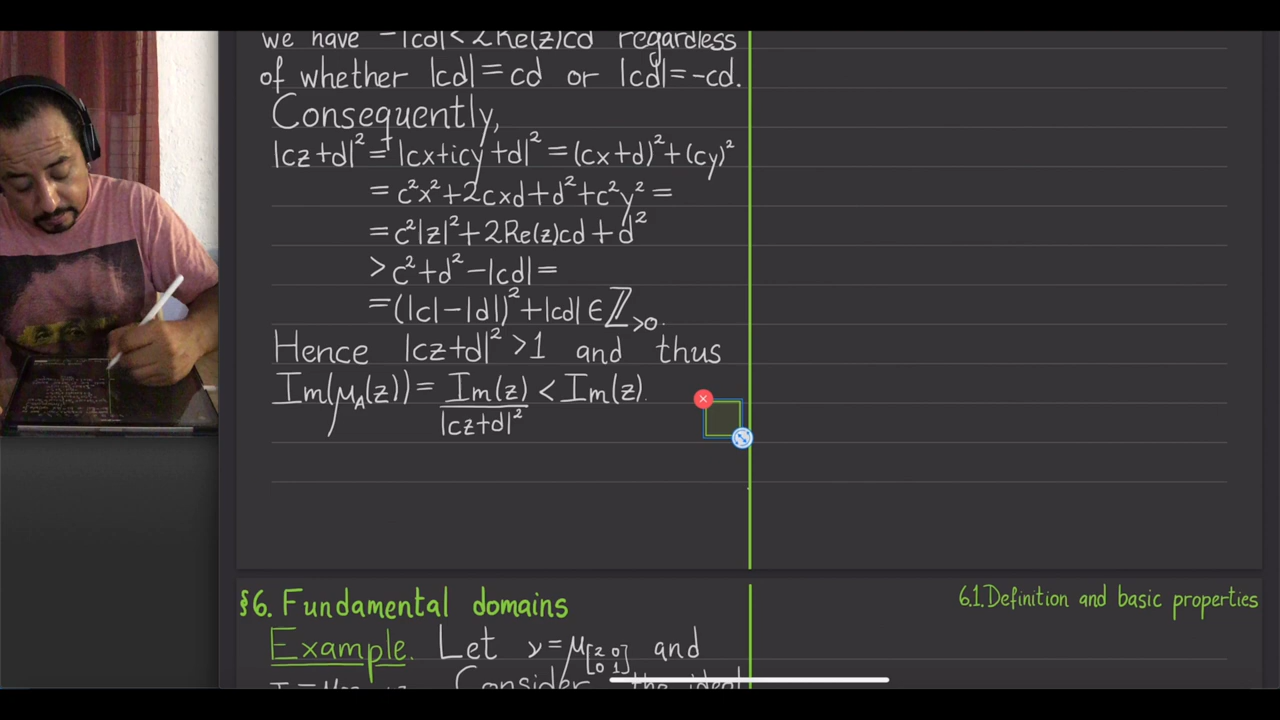 we have -|cd| < 2Re(z)cd regardless
of whether |cd| = cd or |cd| = -cd.
Consequently,
|cz+d|² = |cx+icy+d|² = (cx+d)²+(cy)²
= c²x²+2cxd+d²+c²y² =
= c²|z|²+2Re(z)cd+d²
> c²+d²-|cd| =
= (|c|-|d|)²+|cd| ∈ ℤ>0.
Hence |cz+d|² > 1 and thus
Im(μ_A(z)) = Im(z)/|cz+d|² < Im(z).
§6. Fundamental domains
6.1. Definition and basic properties
Example. Let ν = μ[2 0; 0 1] and
Consider the ideal